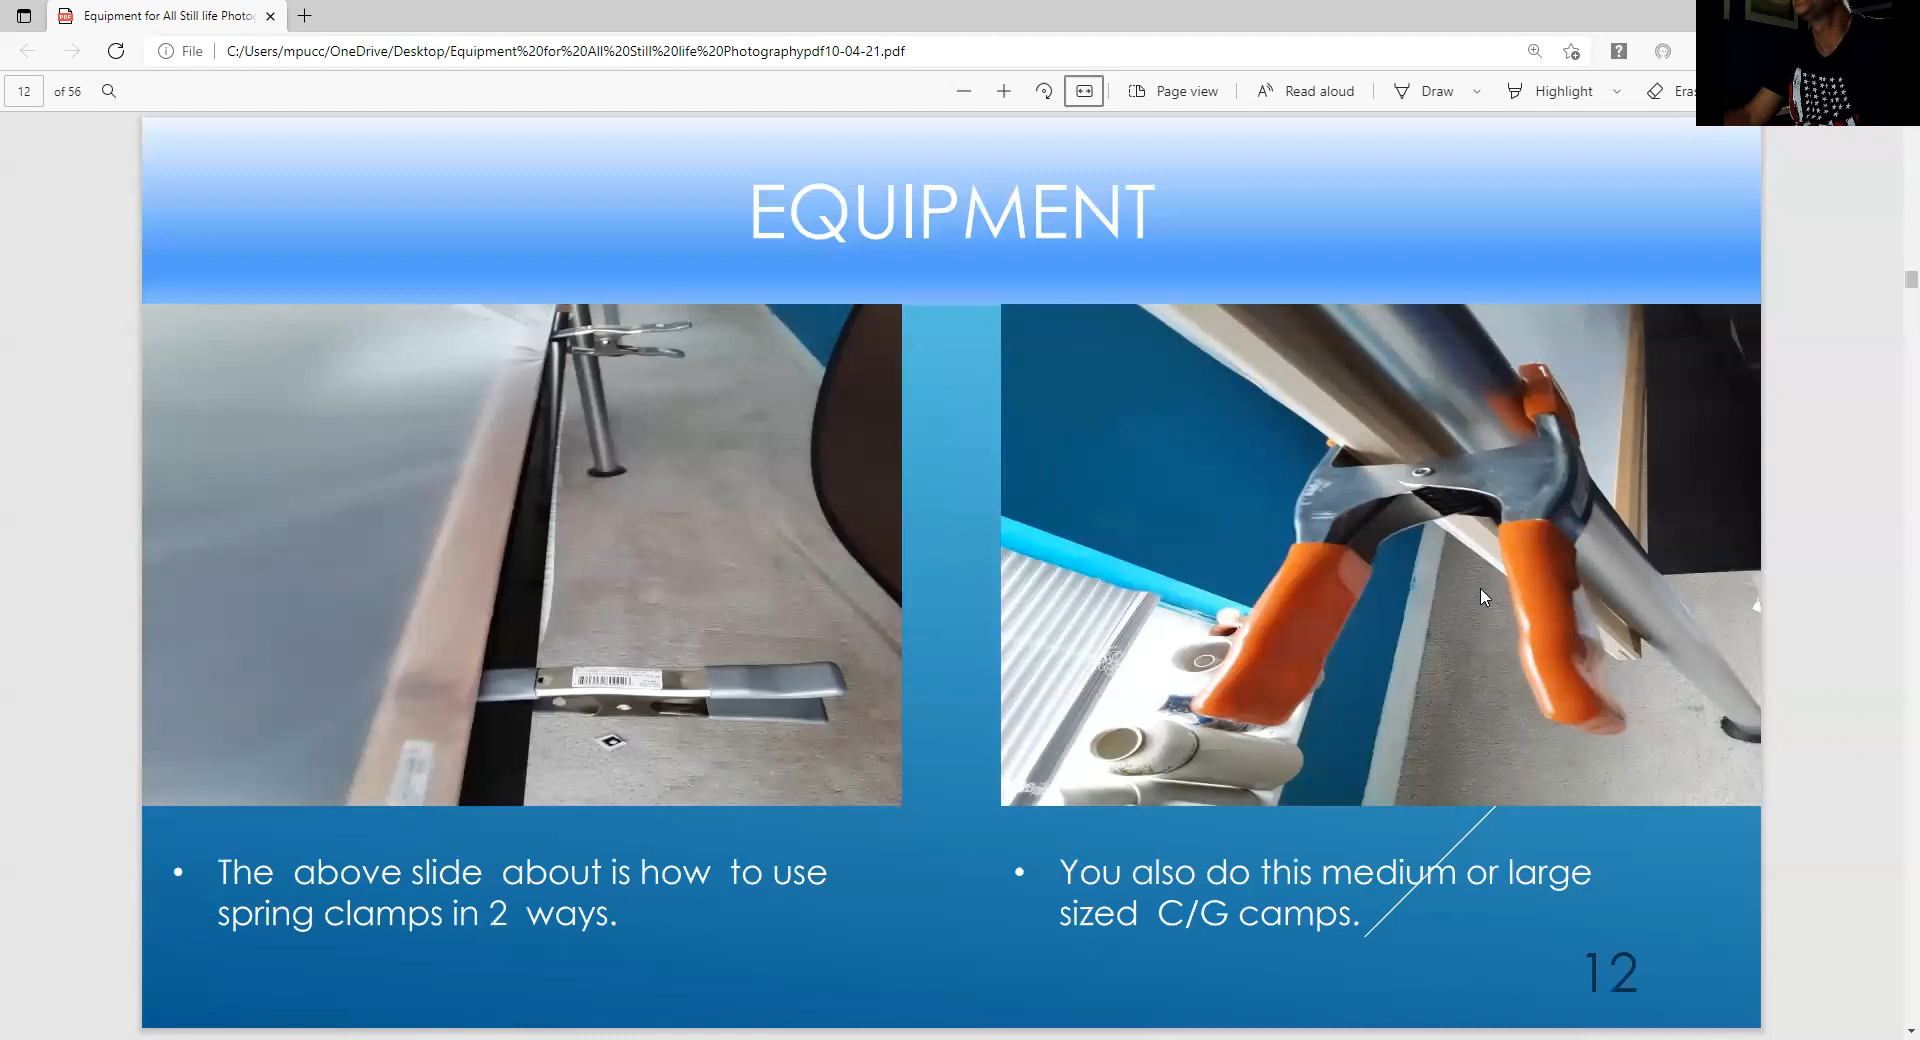 Equipment for All Still life Photog
File C:/Users/mpucc/OneDrive/Desktop/Equipment%20for%20All%20Still%20life%20Photographypdf10-04-21.pdf
12 of 56 Page view Read aloud Draw Highlight Eras
EQUIPMENT
• The above slide about is how to use
spring clamps in 2 ways.
• You also do this medium or large
sized C/G camps.
12